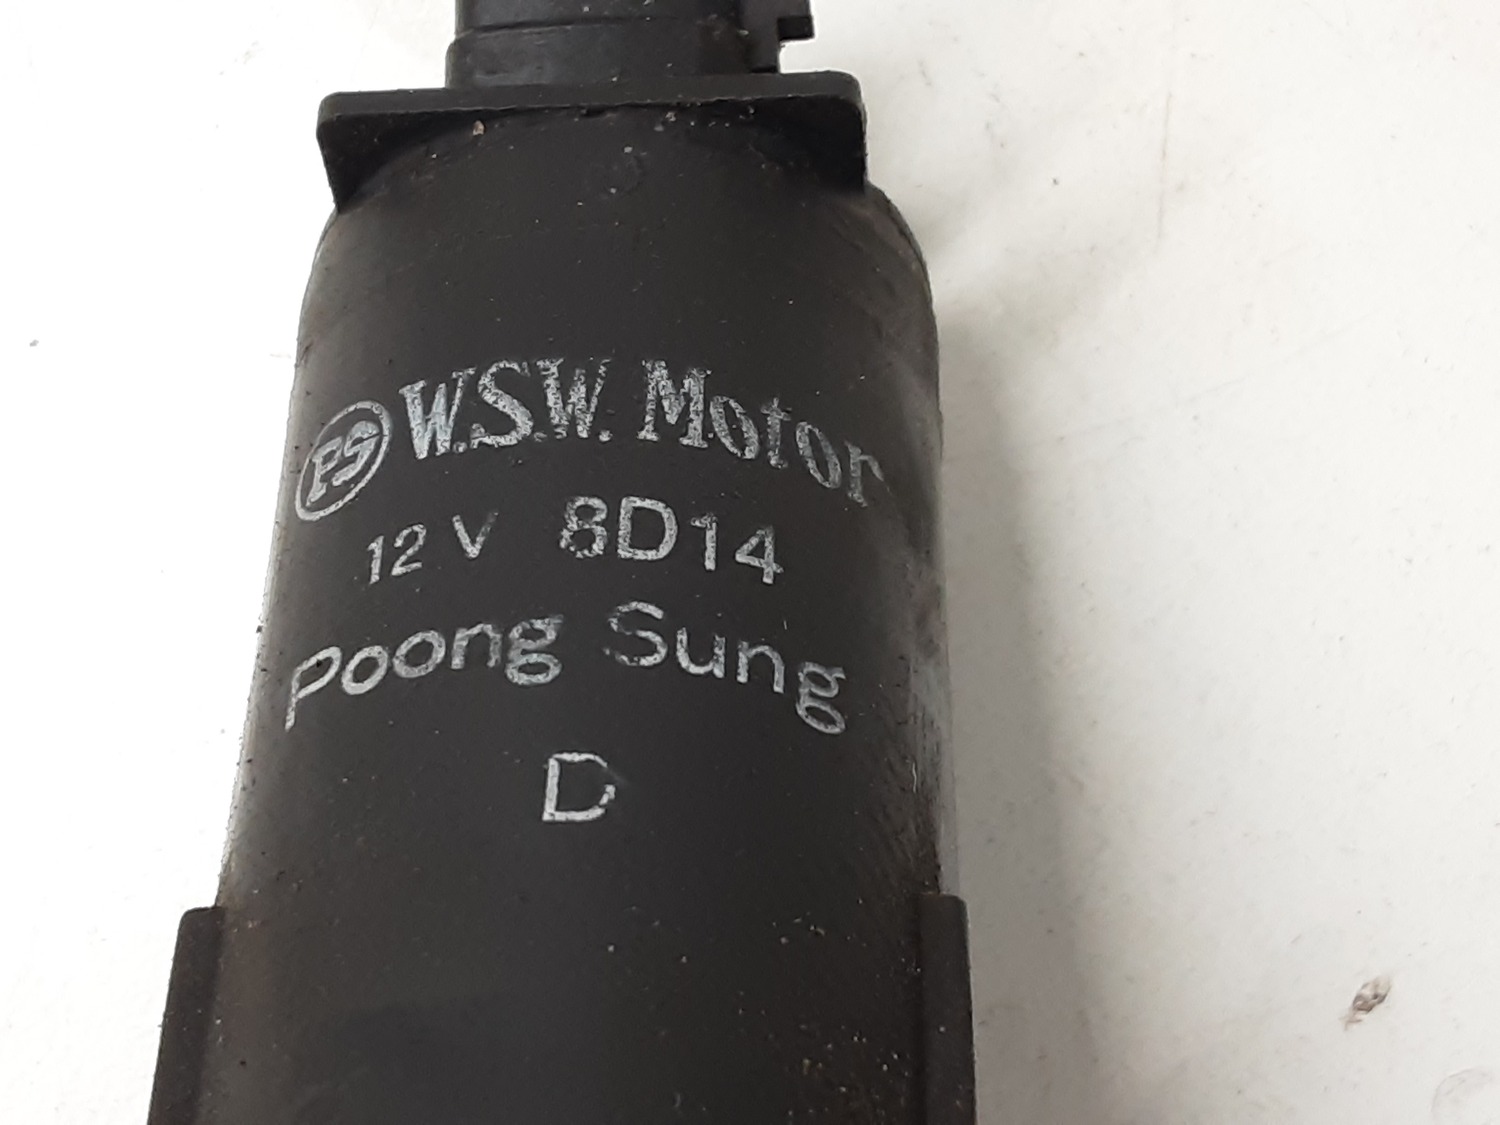 PS W.S.W. Motor
12 V 8D14
Poong Sung
D